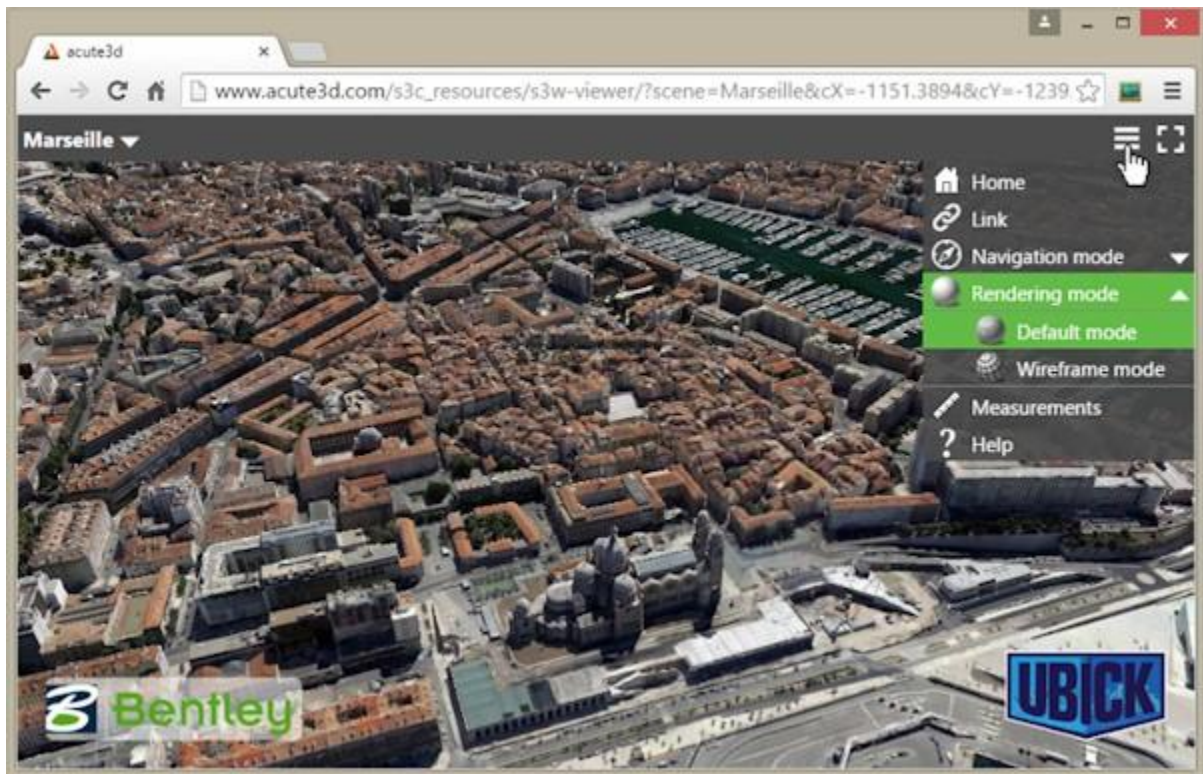 acute3d
www.acute3d.com/s3c_resources/s3w-viewer/?scene=Marseille&cX=-1151.3894&cY=-1239
Marseille
Home
Link
Navigation mode
Rendering mode
Default mode
Wireframe mode
Measurements
? Help
Bentley
UBICK